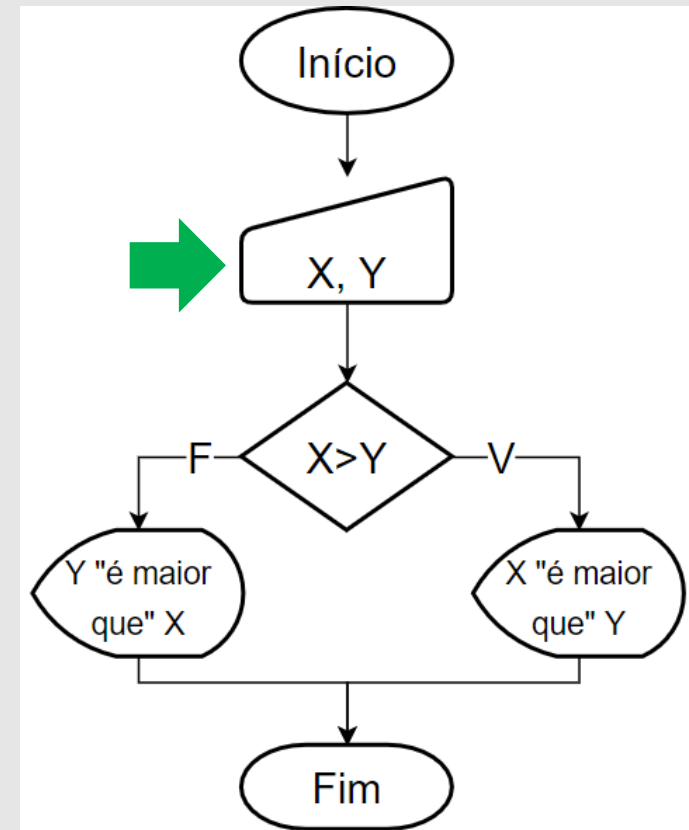 Início
X, Y
X>Y
F
V
Y "é maior
que" X
X "é maior
que" Y
Fim